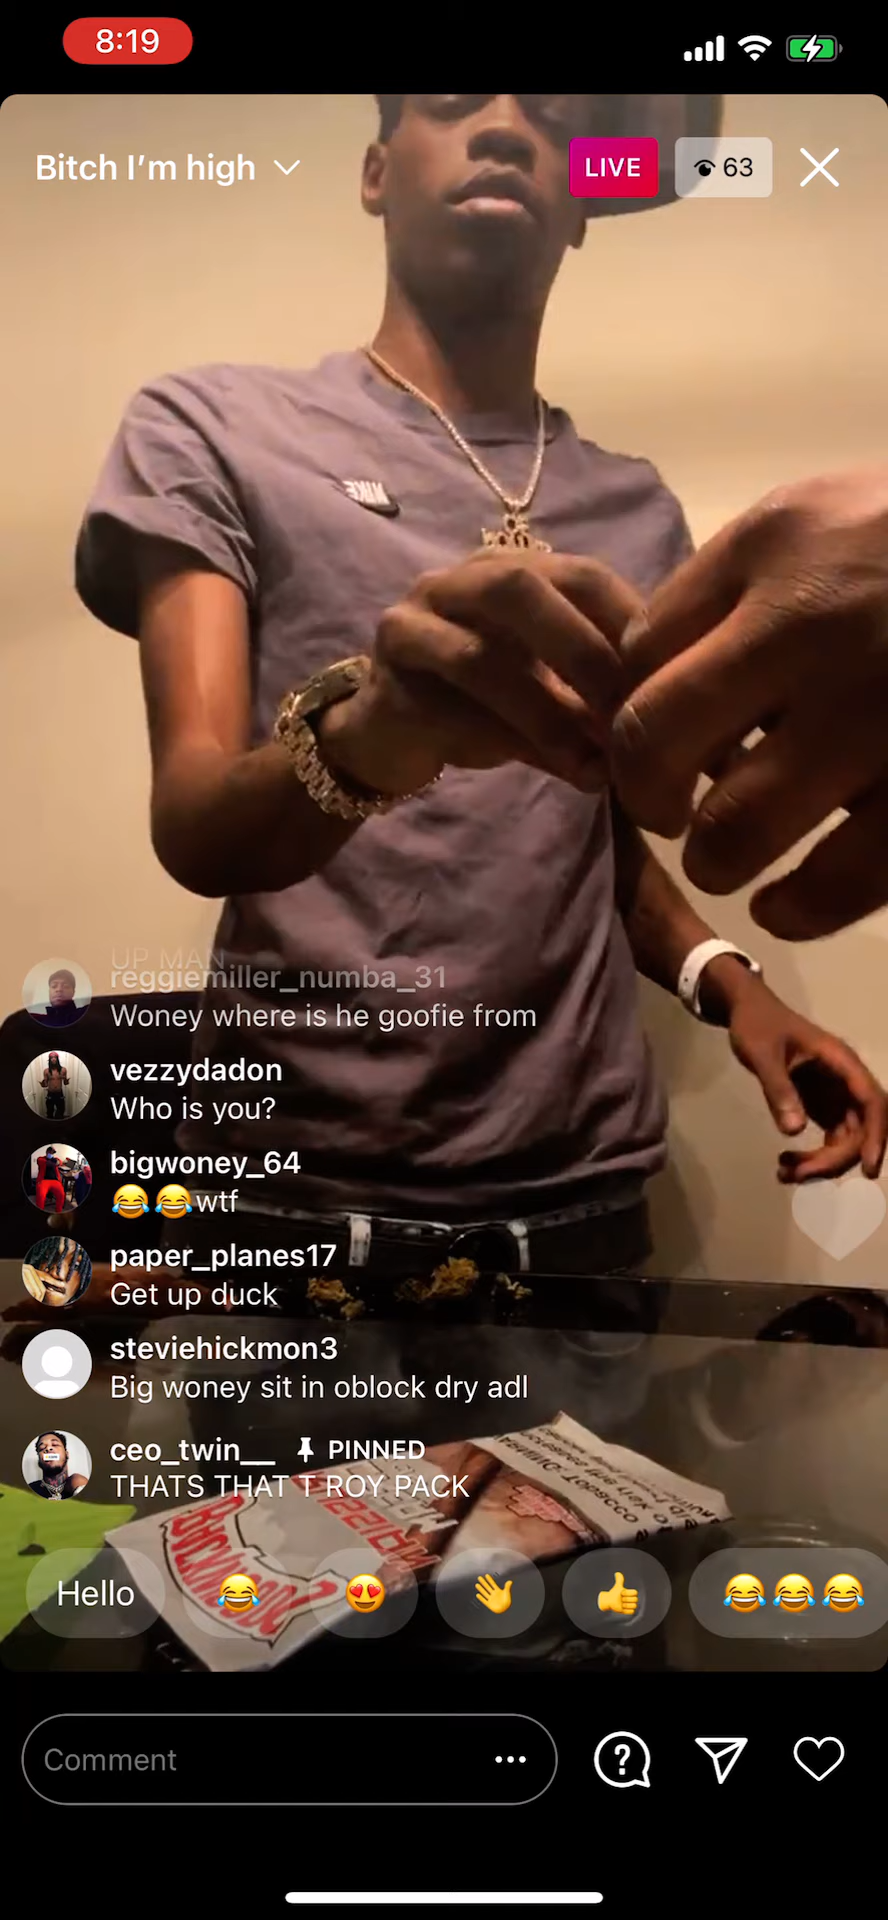 8:19
Bitch I’m high
LIVE
63
UP MAN
reggiemiller_numba_31
Woney where is he goofie from
vezzydadon
Who is you?
bigwoney_64
😂😂wtf
paper_planes17
Get up duck
steviehickmon3
Big woney sit in oblock dry adl
ceo_twin__ PINNED
THATS THAT T ROY PACK
BACKWOODS
Hello 😂 😍 👋 👍 😂😂😂
Comment
NIKE